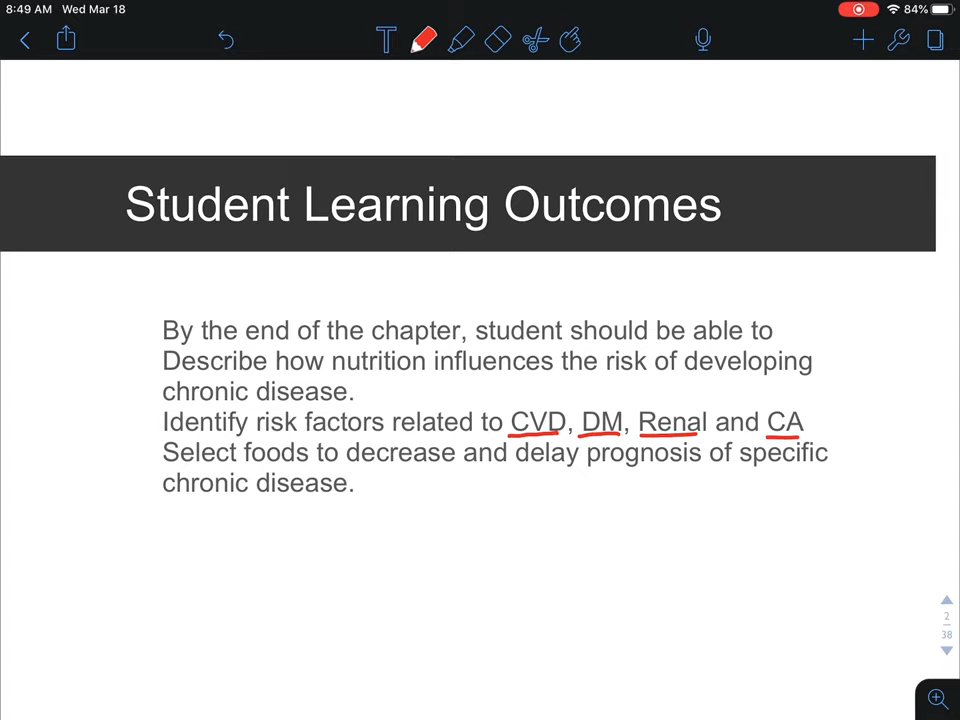 8:49 AM Wed Mar 18
84%
Student Learning Outcomes
By the end of the chapter, student should be able to
Describe how nutrition influences the risk of developing
chronic disease.
Identify risk factors related to CVD, DM, Renal and CA
Select foods to decrease and delay prognosis of specific
chronic disease.
2
38